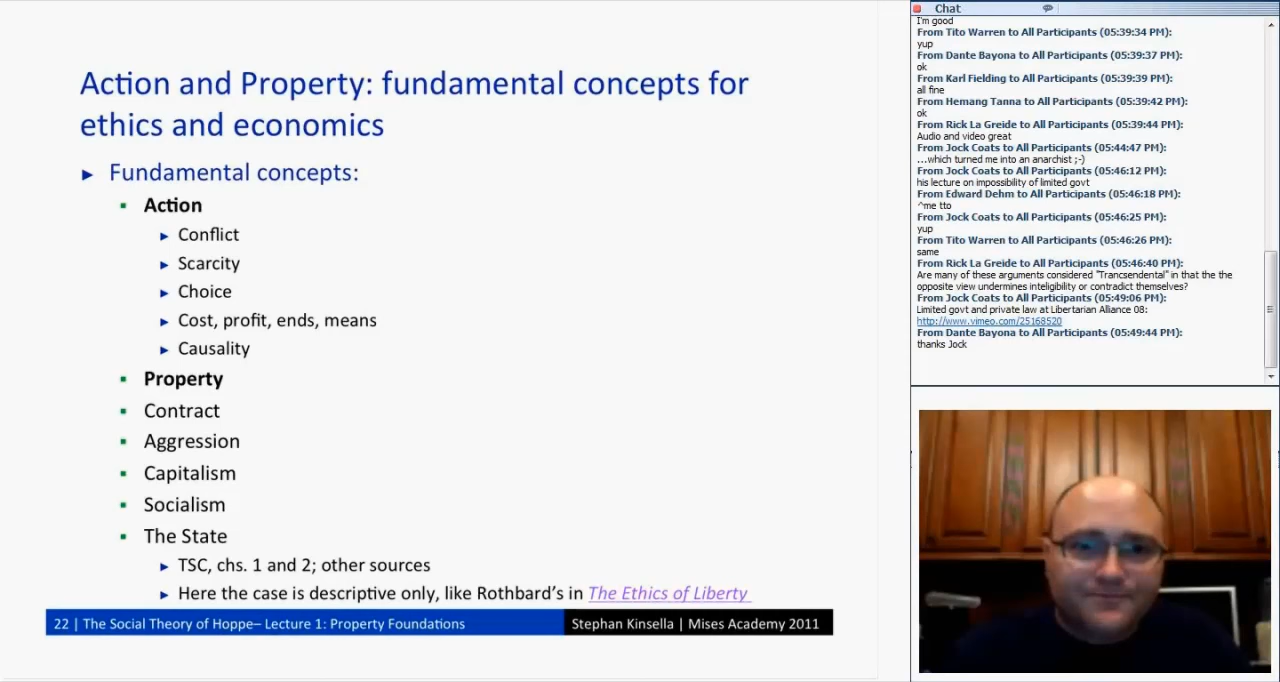 Action and Property: fundamental concepts for
ethics and economics
► Fundamental concepts:
▪ Action
► Conflict
► Scarcity
► Choice
► Cost, profit, ends, means
► Causality
▪ Property
▪ Contract
▪ Aggression
▪ Capitalism
▪ Socialism
▪ The State
► TSC, chs. 1 and 2; other sources
► Here the case is descriptive only, like Rothbard's in The Ethics of Liberty
22 | The Social Theory of Hoppe– Lecture 1: Property Foundations
Stephan Kinsella | Mises Academy 2011
Chat
I'm good
From Tito Warren to All Participants (05:39:34 PM):
yup
From Dante Bayona to All Participants (05:39:37 PM):
ok
From Karl Fielding to All Participants (05:39:39 PM):
all fine
From Hemang Tanna to All Participants (05:39:42 PM):
ok
From Rick La Greide to All Participants (05:39:44 PM):
Audio and video great
From Jock Coats to All Participants (05:44:47 PM):
...which turned me into an anarchist ;-)
From Jock Coats to All Participants (05:46:12 PM):
his lecture on impossibility of limited govt
From Edward Dehm to All Participants (05:46:18 PM):
^me tto
From Jock Coats to All Participants (05:46:25 PM):
yup
From Tito Warren to All Participants (05:46:26 PM):
same
From Rick La Greide to All Participants (05:46:40 PM):
Are many of these arguments considered "Trancsendental" in that the the
opposite view undermines inteligibility or contradict themselves?
From Jock Coats to All Participants (05:49:06 PM):
Limited govt and private law at Libertarian Alliance 08:
http://www.vimeo.com/25168520
From Dante Bayona to All Participants (05:49:44 PM):
thanks Jock